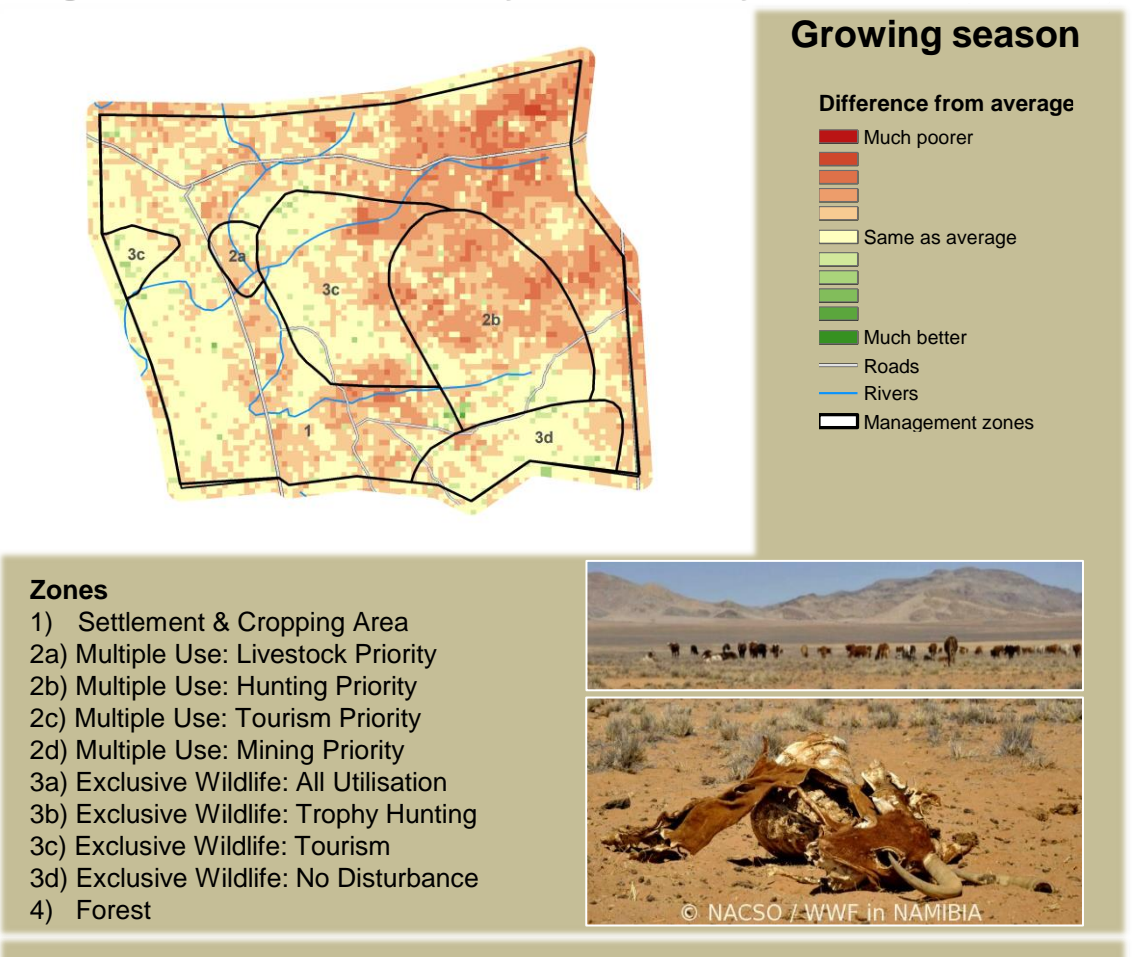 Growing season
Difference from average
Much poorer
Same as average
Much better
Roads
Rivers
Management zones
3c
2a
3c
2b
1
3d
Zones
1) Settlement & Cropping Area
2a) Multiple Use: Livestock Priority
2b) Multiple Use: Hunting Priority
2c) Multiple Use: Tourism Priority
2d) Multiple Use: Mining Priority
3a) Exclusive Wildlife: All Utilisation
3b) Exclusive Wildlife: Trophy Hunting
3c) Exclusive Wildlife: Tourism
3d) Exclusive Wildlife: No Disturbance
4) Forest
© NACSO / WWF in NAMIBIA